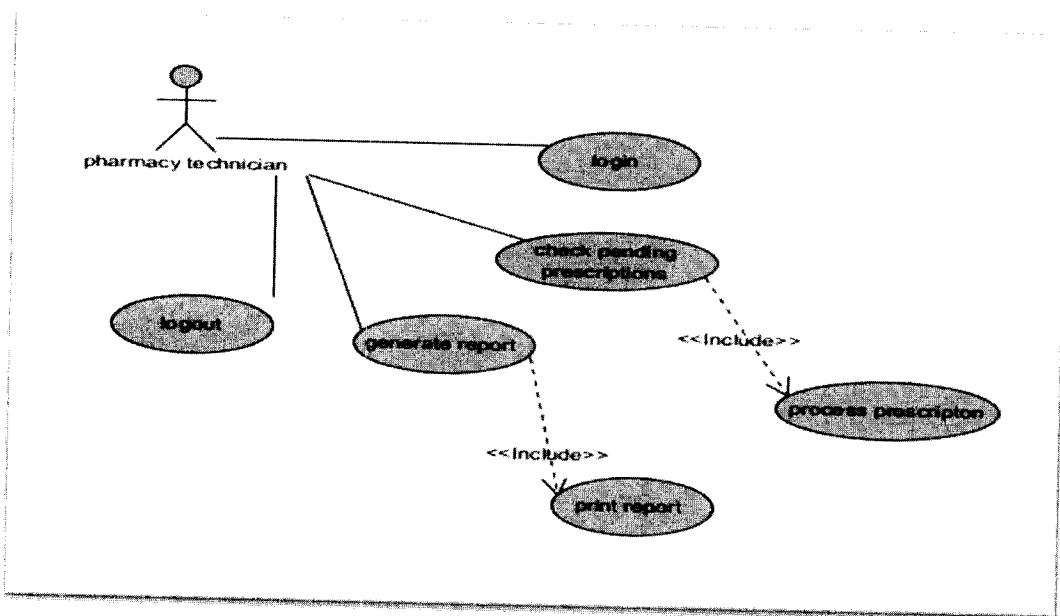 pharmacy technician
login
check pending
prescriptions
logout
generate report
<<Include>>
process prescripton
<<Include>>
print report